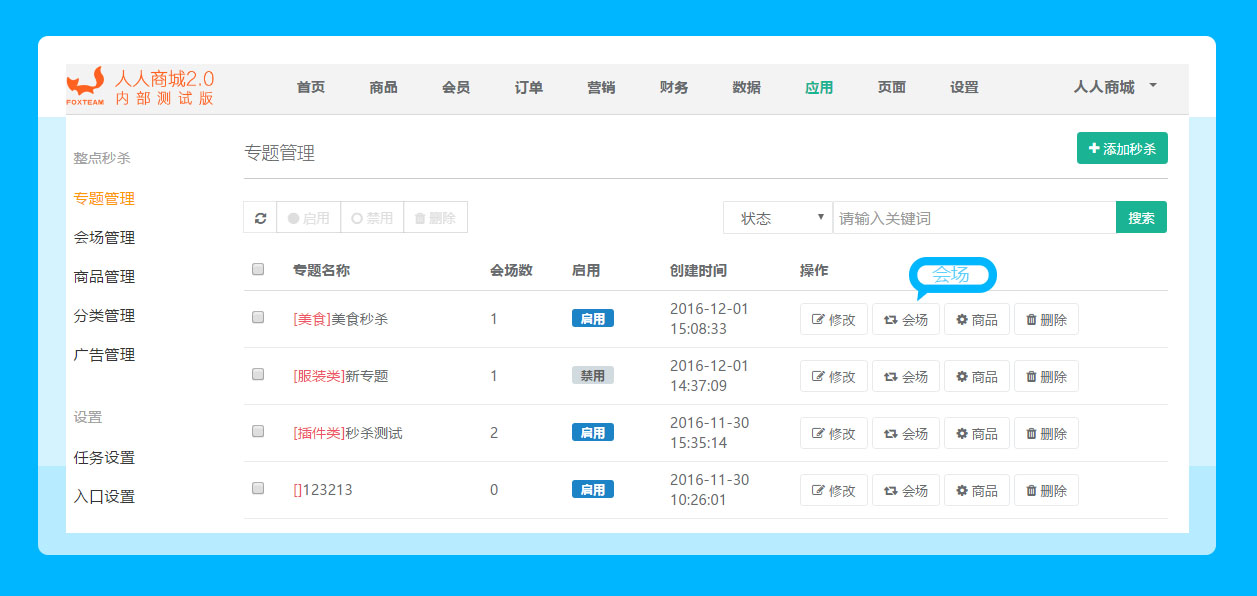 人人商城2.0
内部测试版
FOXTEAM
首页 商品 会员 订单 营销 财务 数据 应用 页面 设置 人人商城
整点秒杀
专题管理
会场管理
商品管理
分类管理
广告管理
设置
任务设置
入口设置
专题管理
添加秒杀
启用 禁用 删除 状态 请输入关键词 搜索
专题名称 会场数 启用 创建时间 操作
会场
[美食]美食秒杀 1 启用 2016-12-01 15:08:33 修改 会场 商品 删除
[服装类]新专题 1 禁用 2016-12-01 14:37:09 修改 会场 商品 删除
[插件类]秒杀测试 2 启用 2016-11-30 15:35:14 修改 会场 商品 删除
[]123213 0 启用 2016-11-30 10:26:01 修改 会场 商品 删除